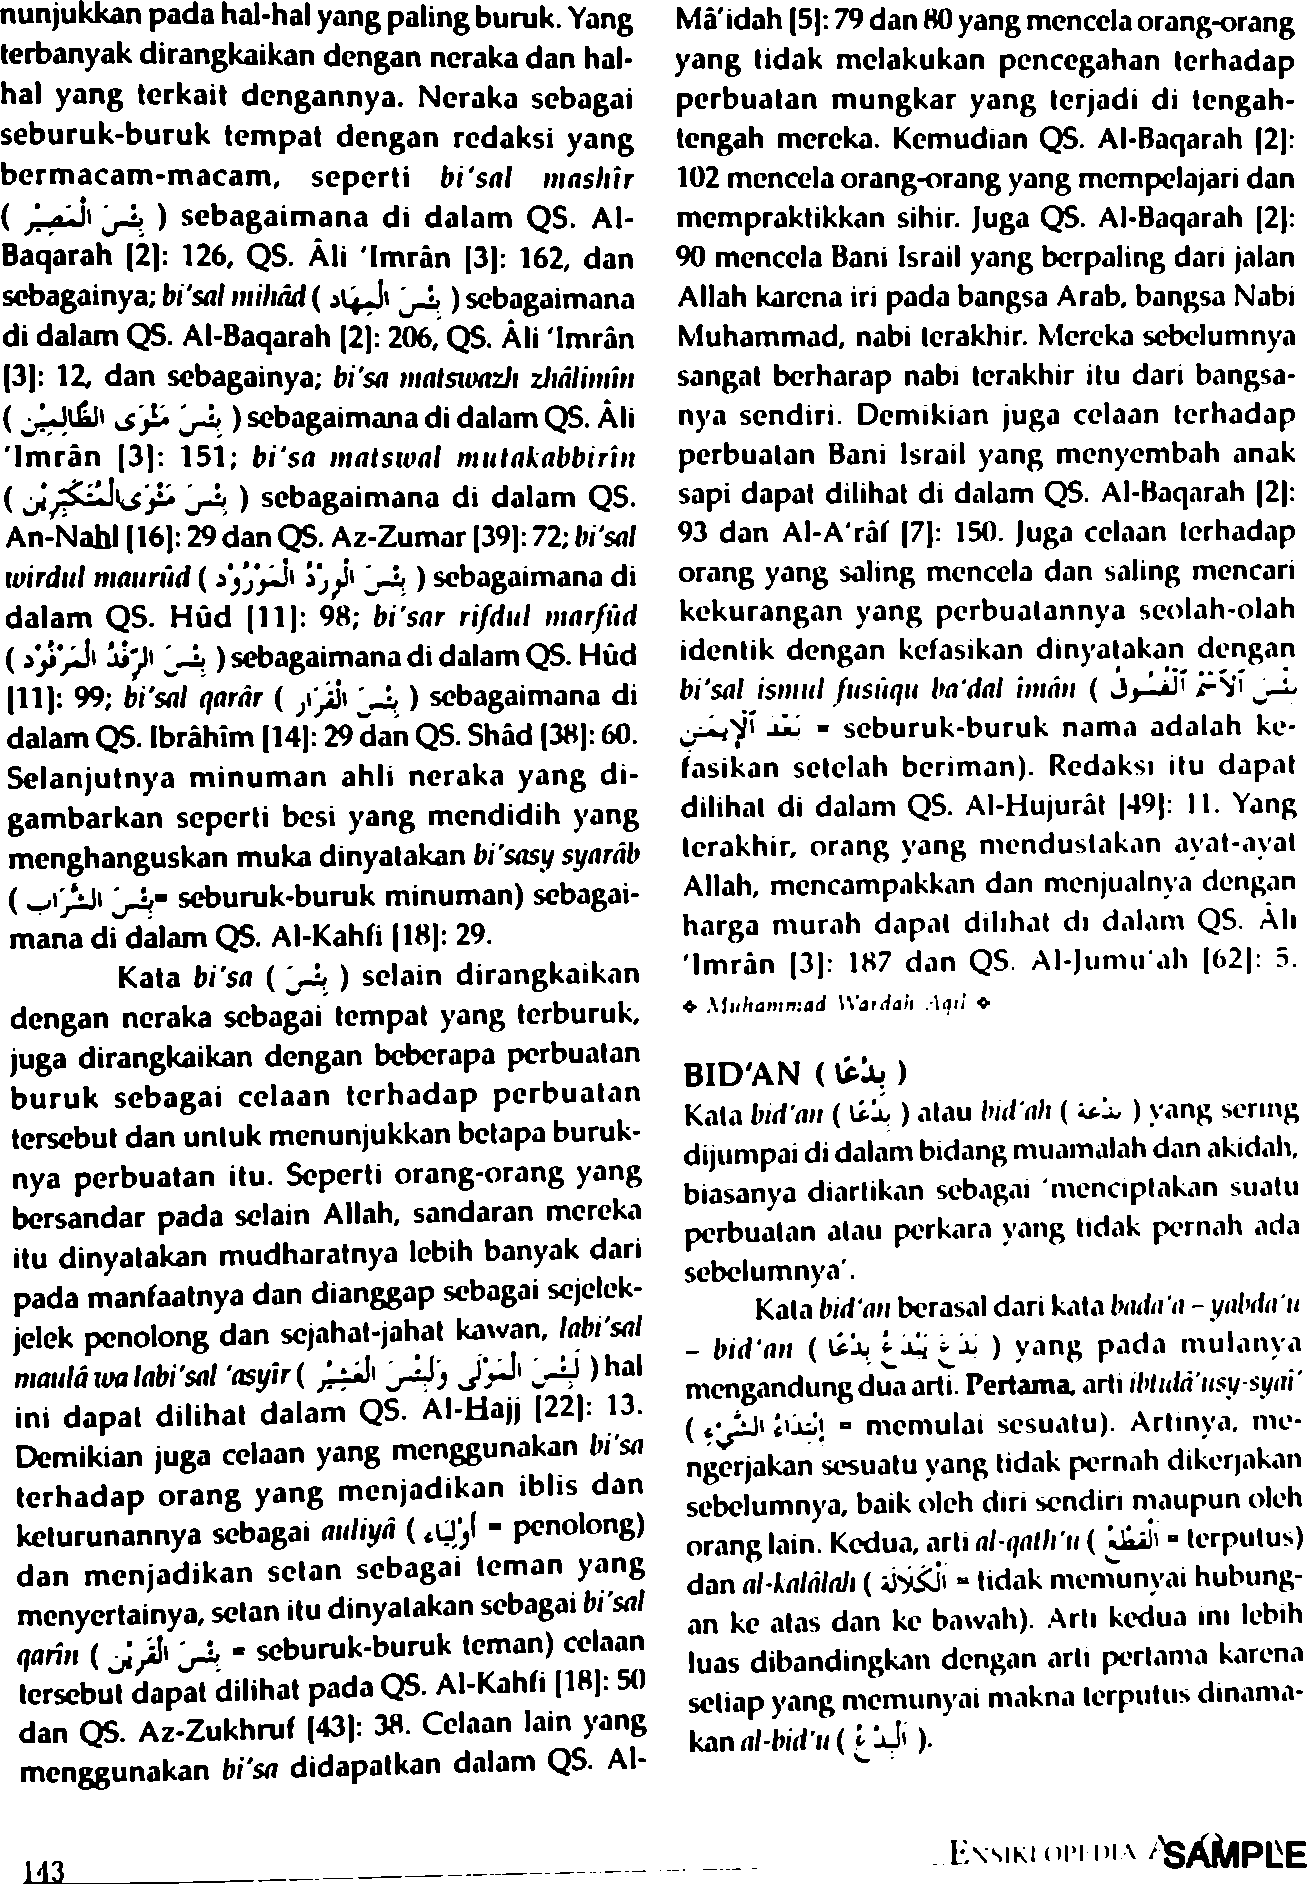 nunjukkan pada hal-hal yang paling buruk. Yang
terbanyak dirangkaikan dengan neraka dan hal-
hal yang terkait dengannya. Neraka sebagai
seburuk-buruk tempat dengan redaksi yang
bermacam-macam, seperti bi'sal mashîr
( بِئْسَ الْمَصِيْرُ ) sebagaimana di dalam QS. Al-
Baqarah [2]: 126, QS. Âli 'Imrân [3]: 162, dan
sebagainya; bi'sal mihâd ( بِئْسَ الْمِهَاد ) sebagaimana
di dalam QS. Al-Baqarah [2]: 206, QS. Âli 'Imrân
[3]: 12, dan sebagainya; bi'sa matswazh zhâlimîn
( بِئْسَ مَثْوَى الظَّالِمِيْنَ ) sebagaimana di dalam QS. Âli
'Imrân [3]: 151; bi'sa matswal mutakabbirîn
( بِئْسَ مَثْوَى الْمُتَكَبِّرِيْنَ ) sebagaimana di dalam QS.
An-Nahl [16]: 29 dan QS. Az-Zumar [39]: 72; bi'sal
wirdul maurûd ( بِئْسَ الْوِرْدُ الْمَوْرُوْدُ ) sebagaimana di
dalam QS. Hûd [11]: 98; bi'sar rifdul marfûd
( بِئْسَ الرِّفْدُ الْمَرْفُوْد ) sebagaimana di dalam QS. Hûd
[11]: 99; bi'sal qarâr ( بِئْسَ الْقَرَار ) sebagaimana di
dalam QS. Ibrâhîm [14]: 29 dan QS. Shâd [38]: 60.
Selanjutnya minuman ahli neraka yang di-
gambarkan seperti besi yang mendidih yang
menghanguskan muka dinyatakan bi'sasy syarâb
( بِئْسَ الشَّرَاب = seburuk-buruk minuman) sebagai-
mana di dalam QS. Al-Kahfi [18]: 29.
Kata bi'sa ( بِئْسَ ) selain dirangkaikan
dengan neraka sebagai tempat yang terburuk,
juga dirangkaikan dengan beberapa perbuatan
buruk sebagai celaan terhadap perbuatan
tersebut dan untuk menunjukkan betapa buruk-
nya perbuatan itu. Seperti orang-orang yang
bersandar pada selain Allah, sandaran mereka
itu dinyatakan mudharatnya lebih banyak dari
pada manfaatnya dan dianggap sebagai sejelek-
jelek penolong dan sejahat-jahat kawan, labi'sal
maulâ wa labi'sal 'asyîr ( لَبِئْسَ الْمَوْلَى وَلَبِئْسَ الْعَشِيْرُ ) hal
ini dapat dilihat dalam QS. Al-Hajj [22]: 13.
Demikian juga celaan yang menggunakan bi'sa
terhadap orang yang menjadikan iblis dan
keturunannya sebagai auliyâ ( أَوْلِيَاء = penolong)
dan menjadikan setan sebagai teman yang
menyertainya, setan itu dinyatakan sebagai bi'sal
qarîn ( بِئْسَ الْقَرِيْن = seburuk-buruk teman) celaan
tersebut dapat dilihat pada QS. Al-Kahfi [18]: 50
dan QS. Az-Zukhruf [43]: 38. Celaan lain yang
menggunakan bi'sa didapatkan dalam QS. Al-
Mâ'idah [5]: 79 dan 80 yang mencela orang-orang
yang tidak melakukan pencegahan terhadap
perbuatan mungkar yang terjadi di tengah-
tengah mereka. Kemudian QS. Al-Baqarah [2]:
102 mencela orang-orang yang mempelajari dan
mempraktikkan sihir. Juga QS. Al-Baqarah [2]:
90 mencela Bani Israil yang berpaling dari jalan
Allah karena iri pada bangsa Arab, bangsa Nabi
Muhammad, nabi terakhir. Mereka sebelumnya
sangat berharap nabi terakhir itu dari bangsa-
nya sendiri. Demikian juga celaan terhadap
perbuatan Bani Israil yang menyembah anak
sapi dapat dilihat di dalam QS. Al-Baqarah [2]:
93 dan Al-A'râf [7]: 150. Juga celaan terhadap
orang yang saling mencela dan saling mencari
kekurangan yang perbuatannya seolah-olah
identik dengan kefasikan dinyatakan dengan
bi'sal ismul fusûqu ba'dal îmân ( بِئْسَ ٱلِٱسْمُ ٱلْفُسُوقُ
بَعْدَ ٱلْإِيمَٰنِ = seburuk-buruk nama adalah ke-
fasikan setelah beriman). Redaksi itu dapat
dilihat di dalam QS. Al-Hujurât [49]: 11. Yang
terakhir, orang yang mendustakan ayat-ayat
Allah, mencampakkan dan menjualnya dengan
harga murah dapat dilihat di dalam QS. Âli
'Imrân [3]: 187 dan QS. Al-Jumu'ah [62]: 5.
❖ Muhammad Wardah Aqil ❖
BID'AN ( بِدْعًا )
Kata bid'an ( بِدْعًا ) atau bid'ah ( بِدْعَة ) yang sering
dijumpai di dalam bidang muamalah dan akidah,
biasanya diartikan sebagai 'menciptakan suatu
perbuatan atau perkara yang tidak pernah ada
sebelumnya'.
Kata bid'an berasal dari kata bada'a – yabda'u
– bid'an ( بَدَعَ يَبْدَعُ بِدْعًا ) yang pada mulanya
mengandung dua arti. Pertama, arti ibtidâ'usy-syai'
( اِبْتِدَاءُ الشَّيْءِ = memulai sesuatu). Artinya, me-
ngerjakan sesuatu yang tidak pernah dikerjakan
sebelumnya, baik oleh diri sendiri maupun oleh
orang lain. Kedua, arti al-qath'u ( الْقَطْعُ = terputus)
dan al-kalâlah ( الْكَلَالَة = tidak memunyai hubung-
an ke atas dan ke bawah). Arti kedua ini lebih
luas dibandingkan dengan arti pertama karena
setiap yang memunyai makna terputus dinama-
kan al-bid'u ( الْبِدْعُ ).
143
ENSIKLOPEDIA
SAMPLE